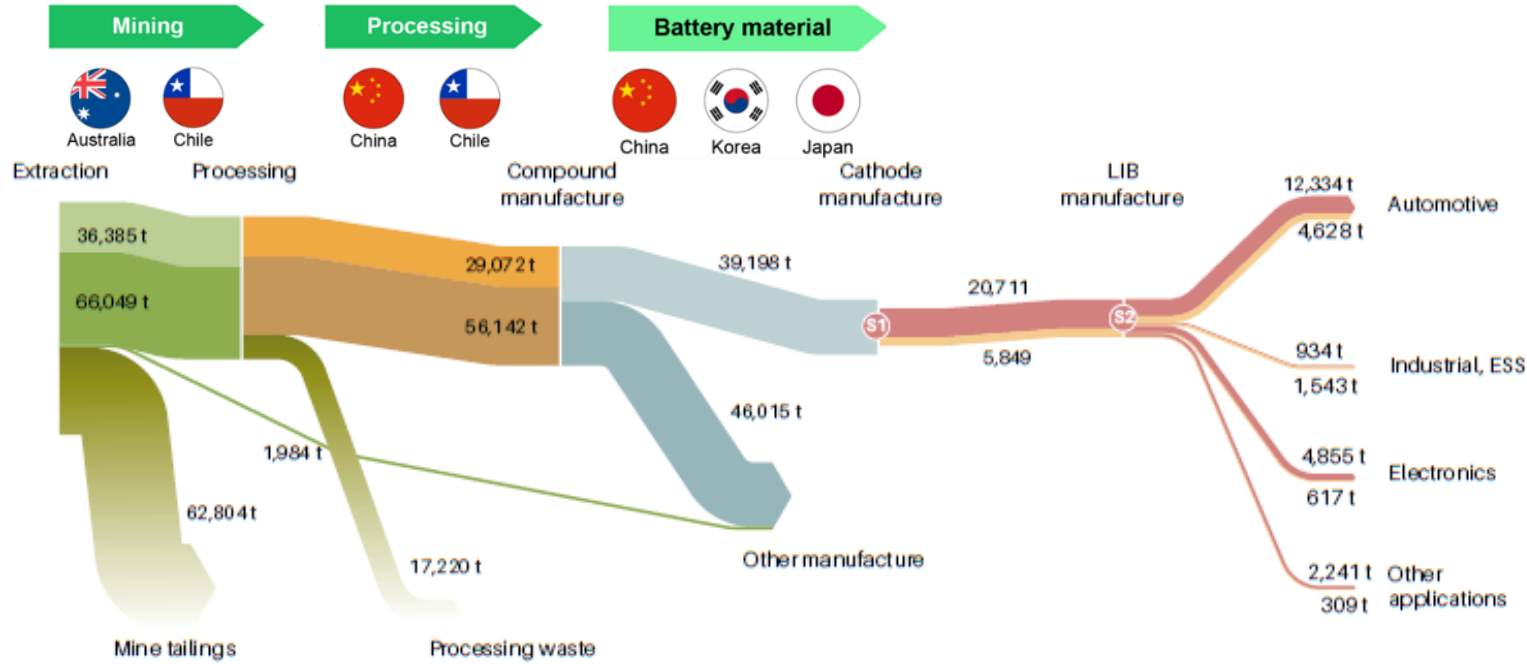 Mining
Processing
Battery material
Australia
Chile
China
Chile
China
Korea
Japan
Extraction
Processing
Compound
manufacture
Cathode
manufacture
LIB
manufacture
36,385 t
66,049 t
29,072 t
56,142 t
39,198 t
S1
20,711
5,849
S2
12,334 t
4,628 t
Automotive
934 t
1,543 t
Industrial, ESS
4,855 t
617 t
Electronics
2,241 t
309 t
Other
applications
46,015 t
1,984 t
62,804 t
17,220 t
Other manufacture
Mine tailings
Processing waste